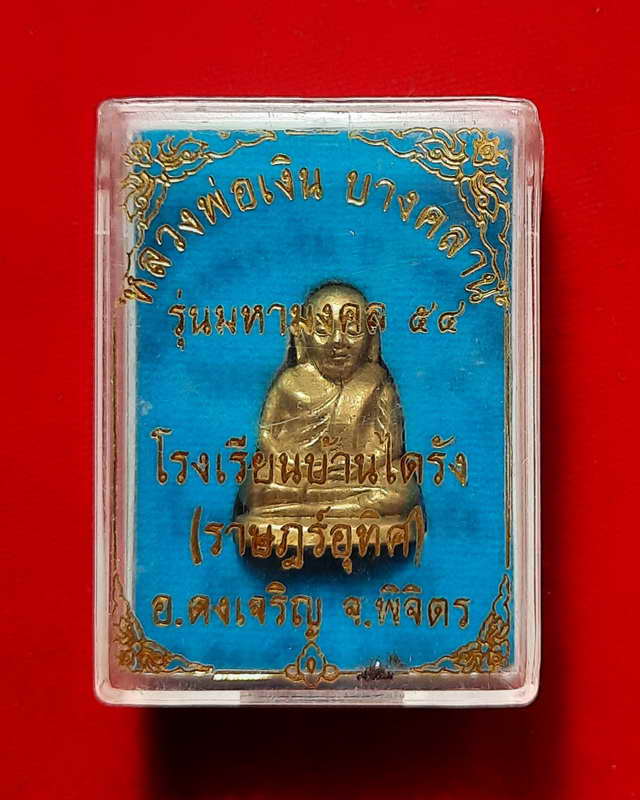 หลวงพ่อเงิน บางคลาน
รุ่นมหามงคล ๕๔
โรงเรียนบ้านไดรัง
(ราษฎร์อุทิศ)
อ.ดงเจริญ จ.พิจิตร